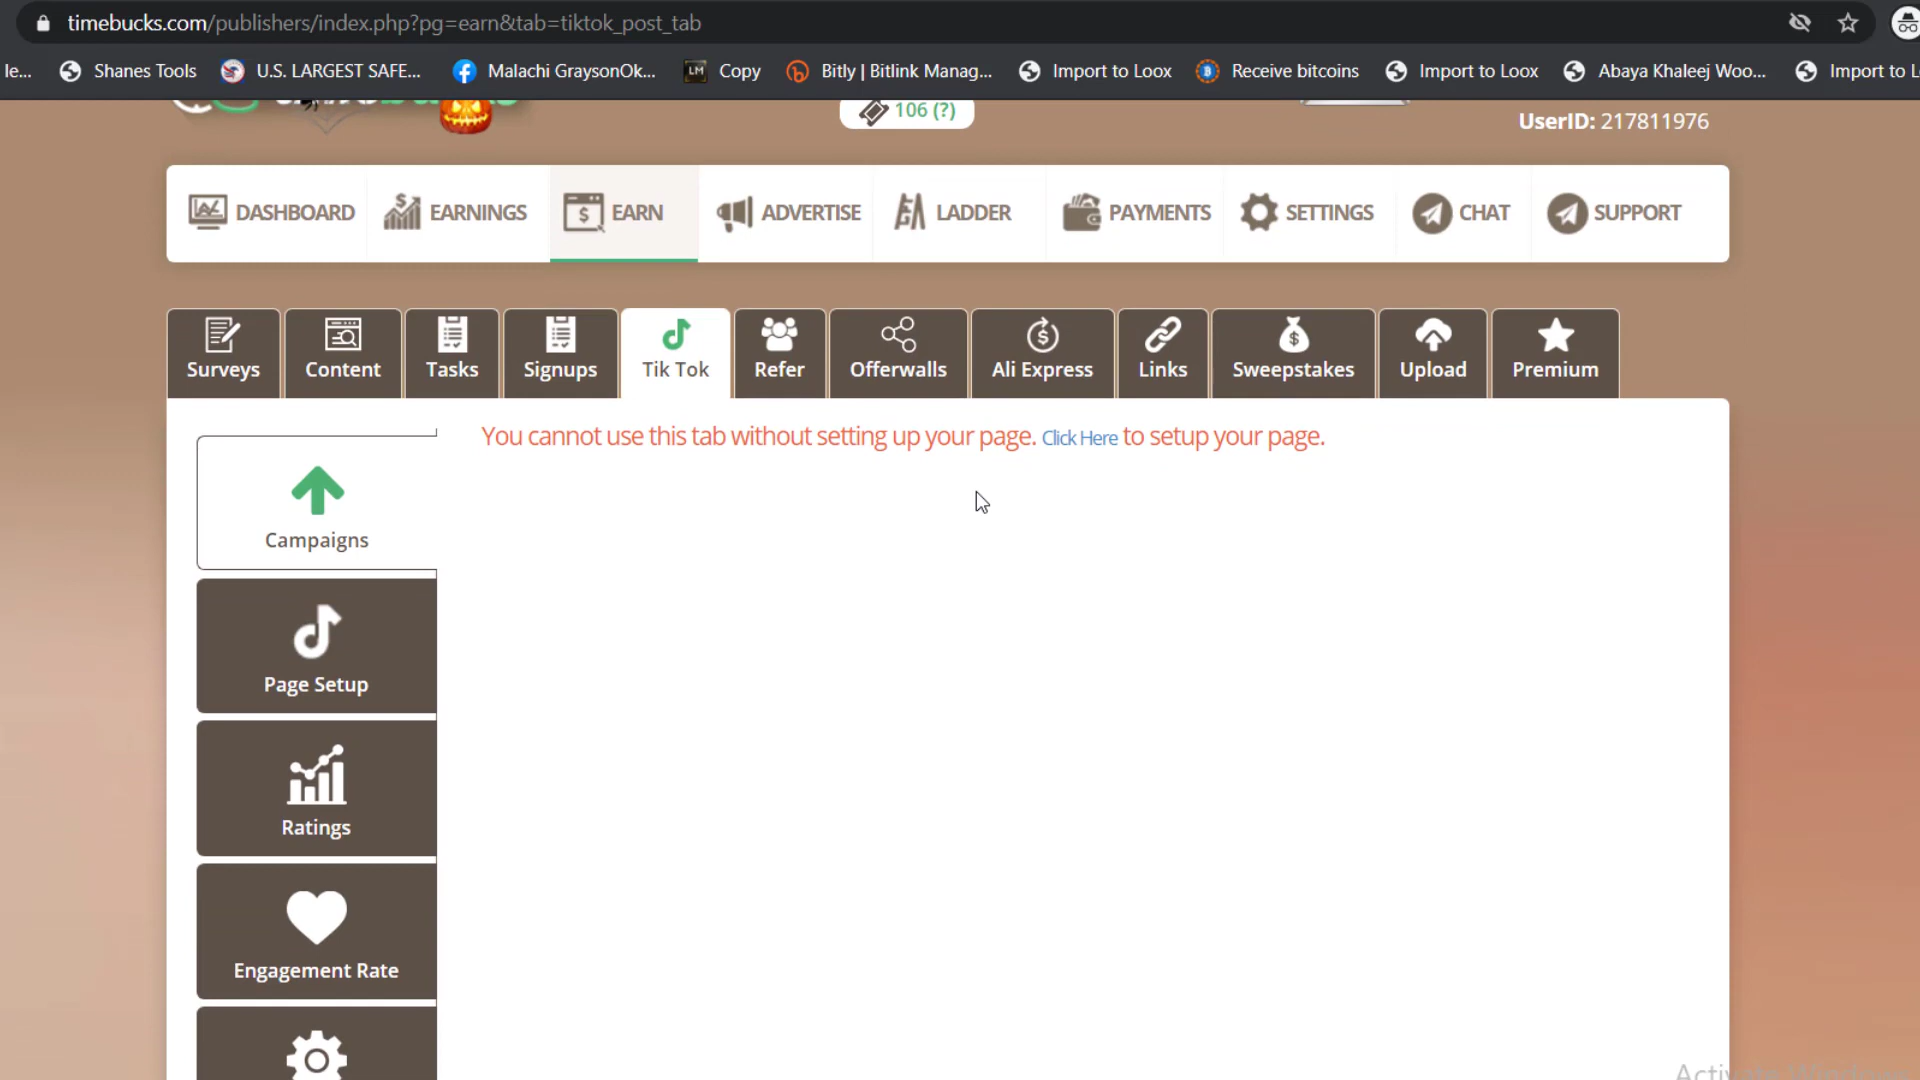 timebucks.com/publishers/index.php?pg=earn&tab=tiktok_post_tab
le... Shanes Tools U.S. LARGEST SAFE... Malachi GraysonOk... LM Copy Bitly | Bitlink Manag... Import to Loox Receive bitcoins Import to Loox Abaya Khaleej Woo... Import to L
106 (?)
UserID: 217811976
DASHBOARD EARNINGS EARN ADVERTISE LADDER PAYMENTS SETTINGS CHAT SUPPORT
Surveys Content Tasks Signups Tik Tok Refer Offerwalls Ali Express Links Sweepstakes Upload Premium
You cannot use this tab without setting up your page. Click Here to setup your page.
Campaigns
Page Setup
Ratings
Engagement Rate